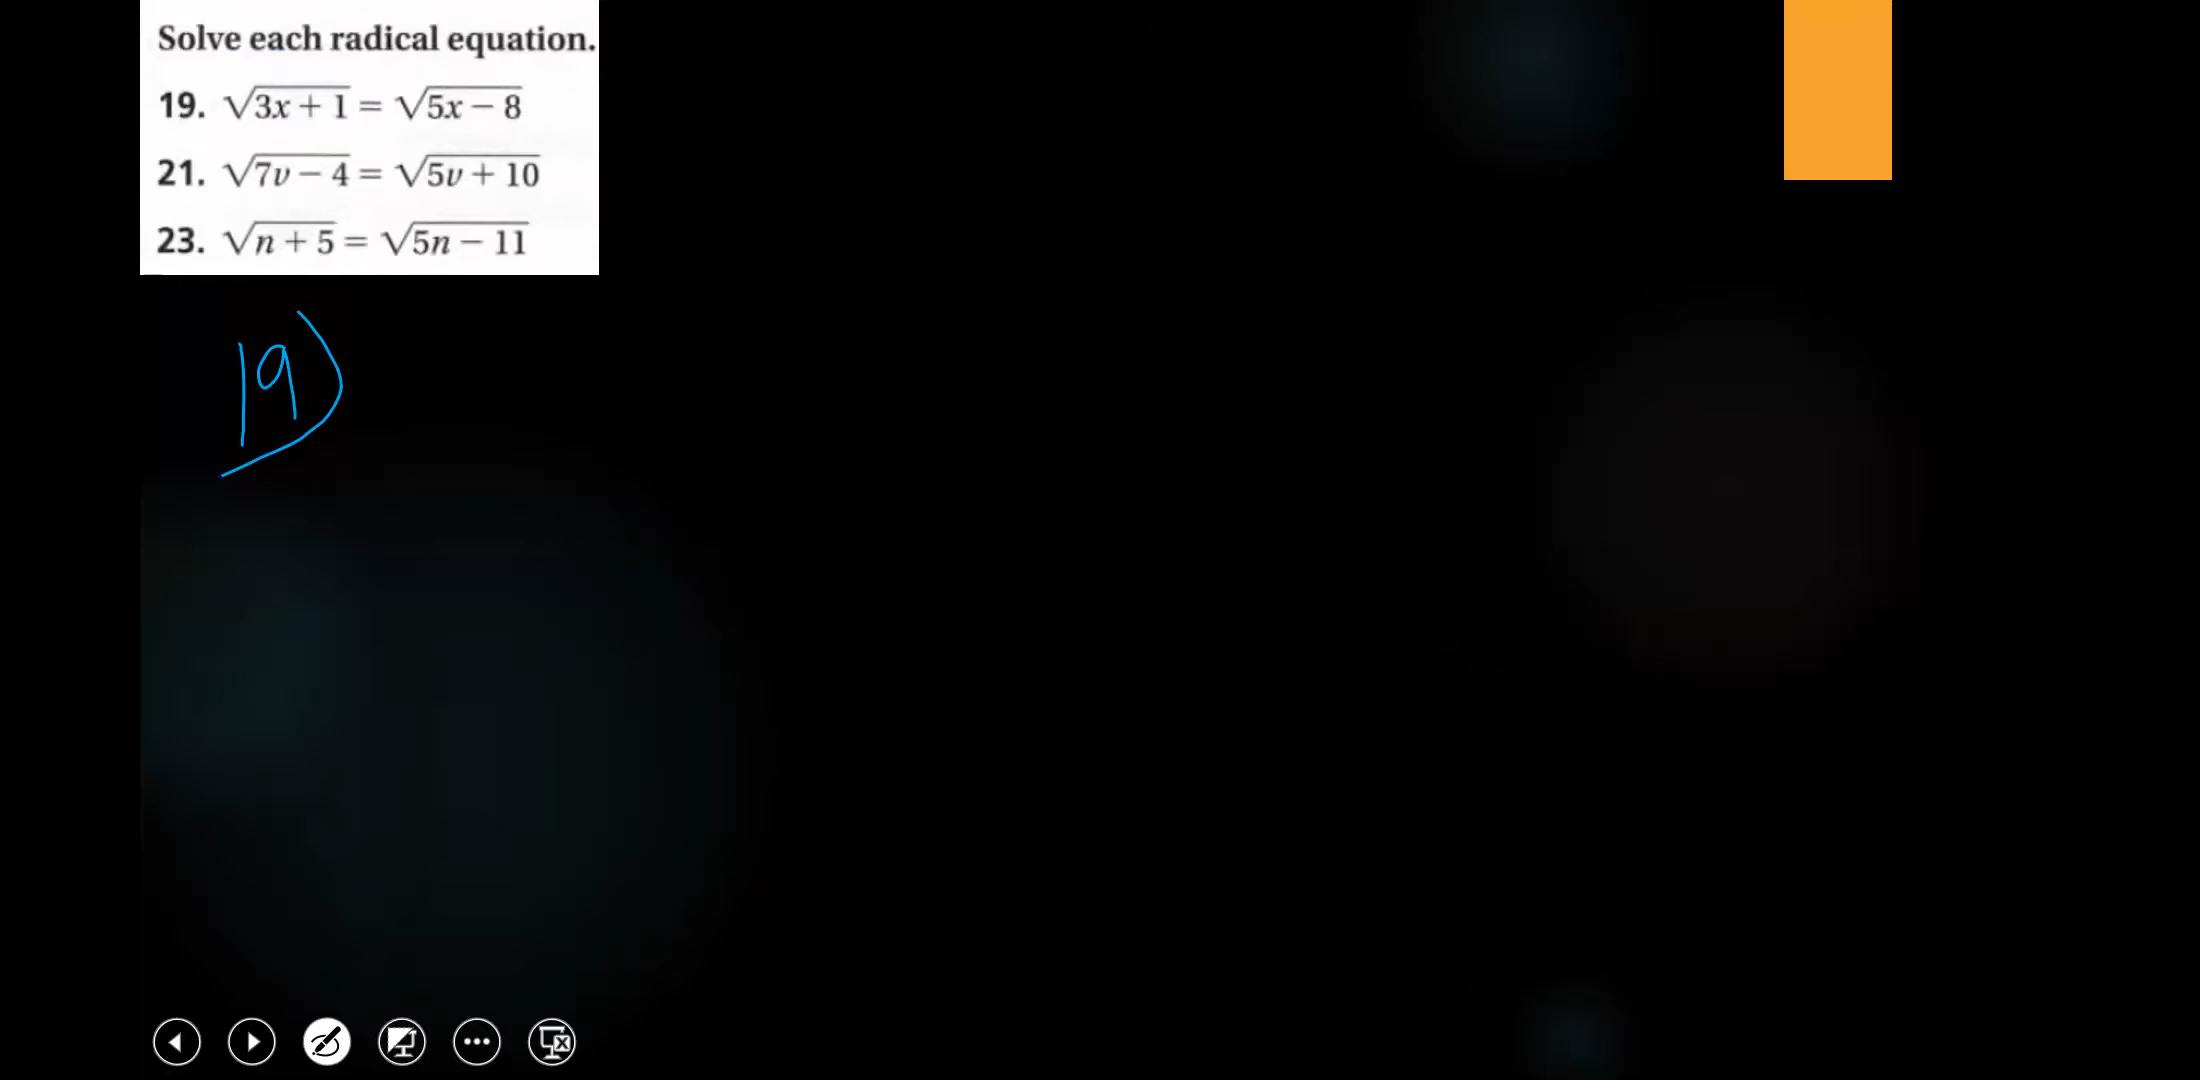 Solve each radical equation.
19. √3x + 1 = √5x − 8
21. √7v − 4 = √5v + 10
23. √n + 5 = √5n − 11
19)